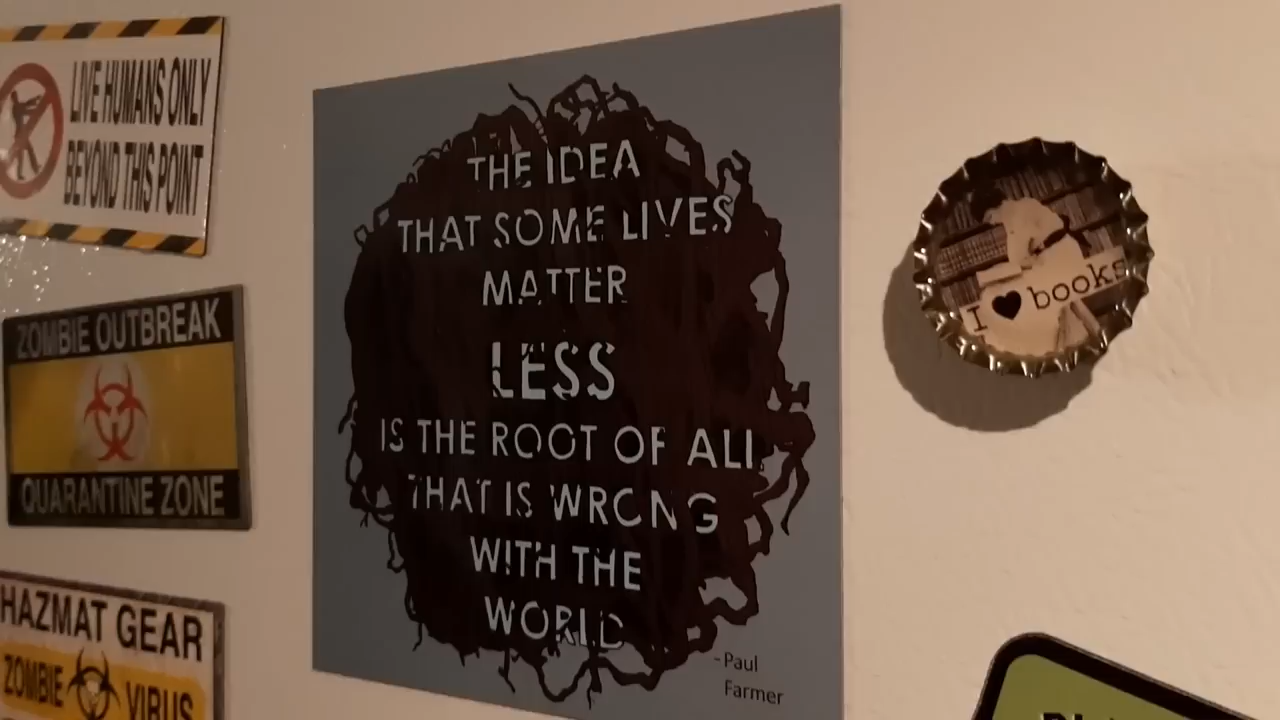 LIVE HUMANS ONLY
BEYOND THIS POINT
ZOMBIE OUTBREAK
QUARANTINE ZONE
HAZMAT GEAR
ZOMBIE VIRUS
THE IDEA
THAT SOME LIVES
MATTER
LESS
IS THE ROOT OF ALL
THAT IS WRONG
WITH THE
WORLD
- Paul
Farmer
I ♥ books